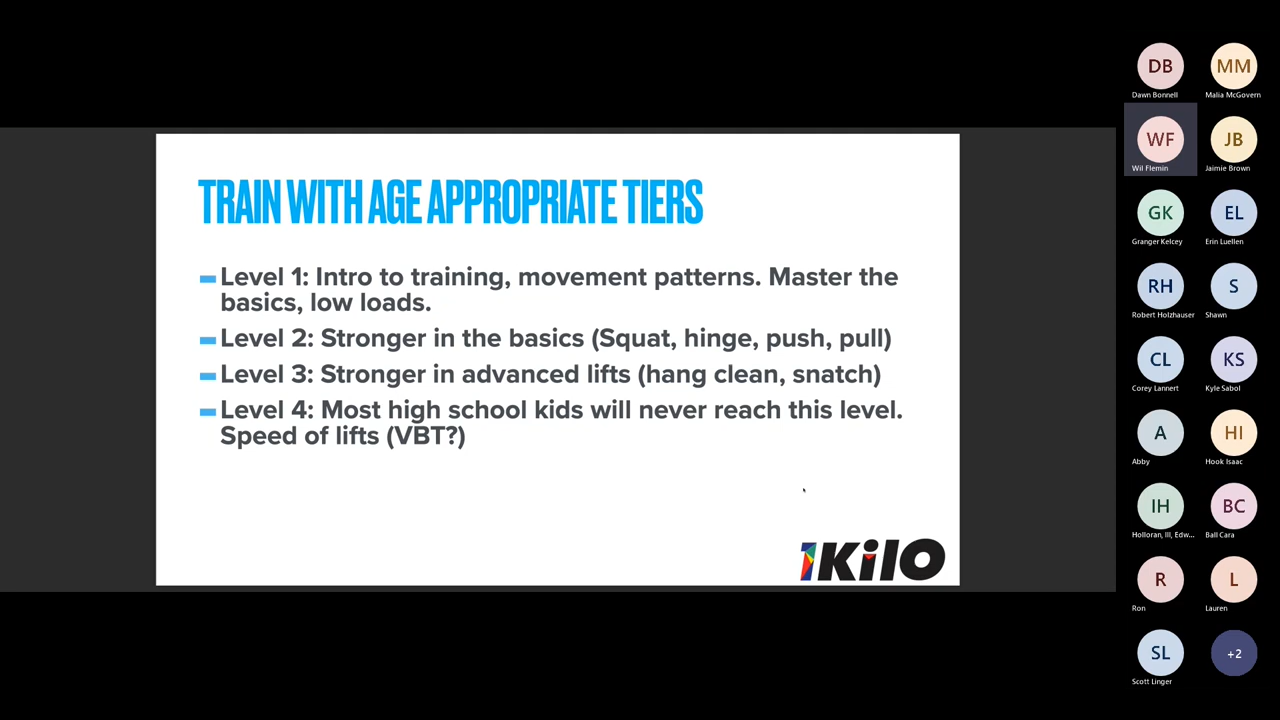 TRAIN WITH AGE APPROPRIATE TIERS
Level 1: Intro to training, movement patterns. Master the
basics, low loads.
Level 2: Stronger in the basics (Squat, hinge, push, pull)
Level 3: Stronger in advanced lifts (hang clean, snatch)
Level 4: Most high school kids will never reach this level.
Speed of lifts (VBT?)
1Kilo
DB
Dawn Bonnell
MM
Malia McGovern
WF
Wil Flemin
JB
Jaimie Brown
GK
Granger Kelcey
EL
Erin Luellen
RH
Robert Holzhauser
S
Shawn
CL
Corey Lannert
KS
Kyle Sabol
A
Abby
HI
Hook Isaac
IH
Holloran, III, Edw...
BC
Ball Cara
R
Ron
L
Lauren
SL
Scott Linger
+2